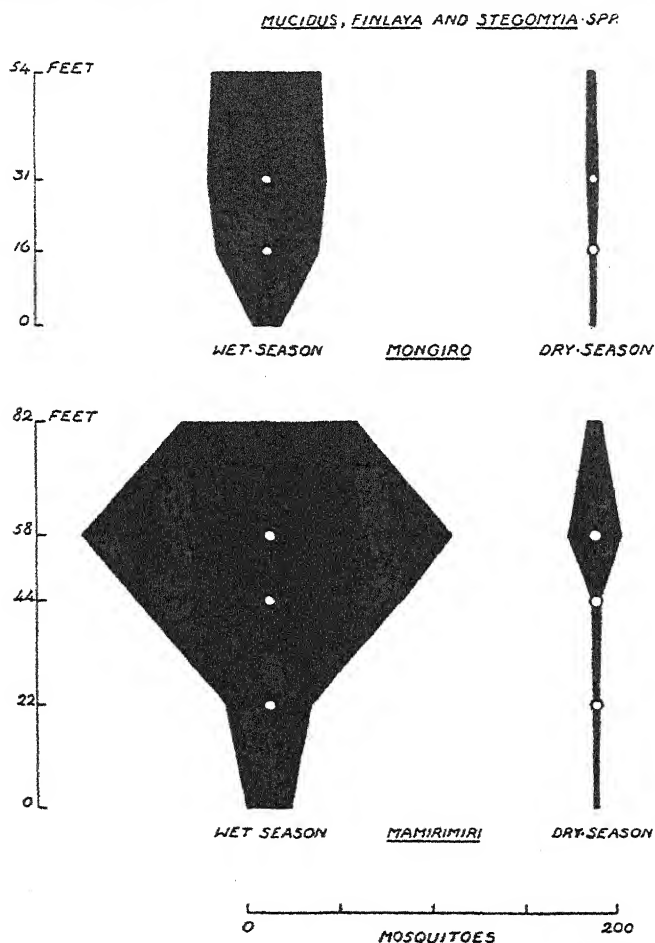 MUCIDUS, FINLAYA AND STEGOMYIA·SPP.
54 FEET
31
16
0
WET·SEASON MONGIRO DRY·SEASON
82 FEET
58
44
22
0
WET SEASON MAMIRIMIRI DRY·SEASON
0 200
MOSQUITOES